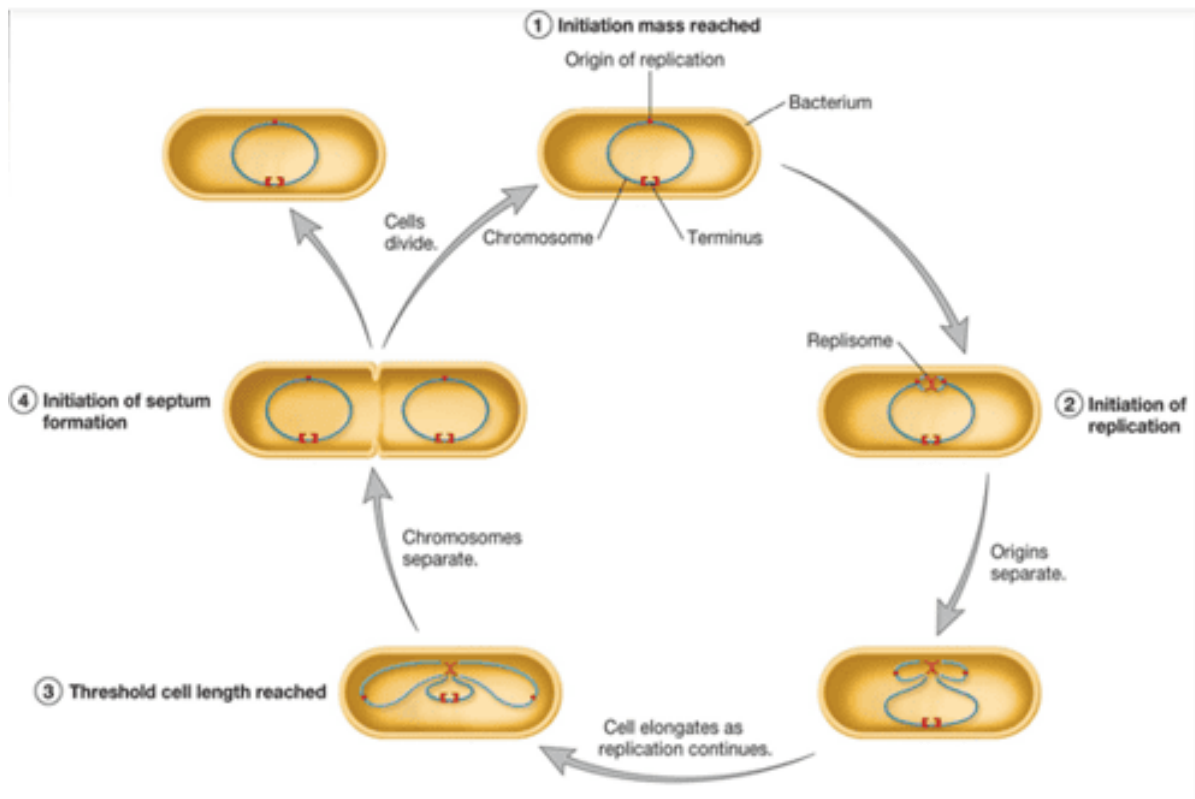 1 Initiation mass reached
Origin of replication
Bacterium
Cells
divide.
Chromosome
Terminus
Replisome
2 Initiation of
replication
Origins
separate.
Cell elongates as
replication continues.
3 Threshold cell length reached
Chromosomes
separate.
4 Initiation of septum
formation